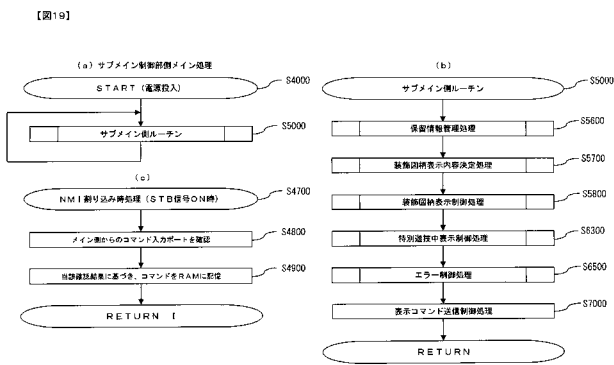 【図19】
(a) サブメイン制御部側メイン処理
START (電源投入)
S4000
サブメイン側ルーチン
S5000
(c)
NMI割り込み時処理 (STB信号ON時)
S4700
メイン側からのコマンド入力ポートを確認
S4800
当該確認結果に基づき、コマンドをRAMに記憶
S4900
RETURN I
(b)
サブメイン側ルーチン
S5000
保留情報管理処理
S5600
装飾図柄表示内容決定処理
S5700
装飾図柄表示制御処理
S5800
特別遊技中表示制御処理
S6300
エラー制御処理
S6500
表示コマンド送信制御処理
S7000
RETURN